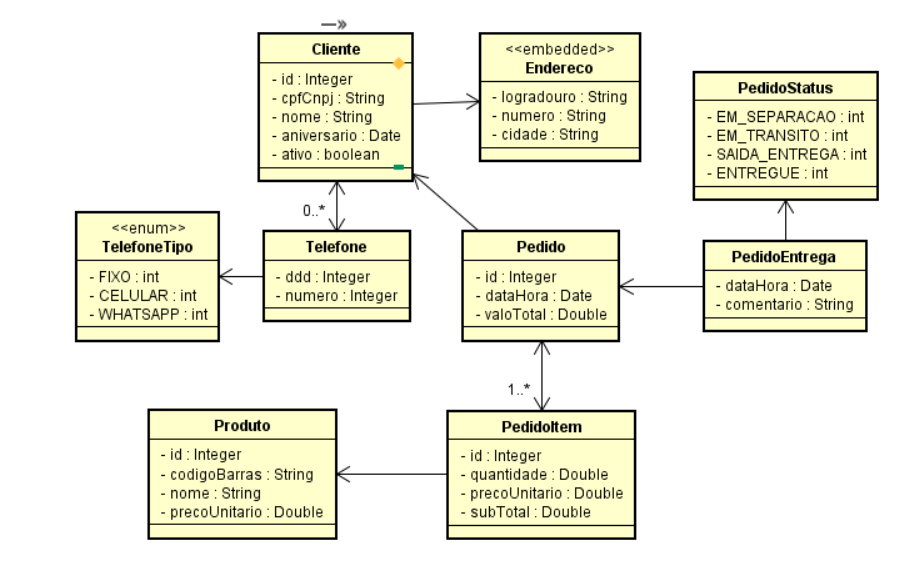 Cliente
- id : Integer
- cpfCnpj : String
- nome : String
- aniversario : Date
- ativo : boolean
<<embedded>>
Endereco
- logradouro : String
- numero : String
- cidade : String
PedidoStatus
- EM_SEPARACAO : int
- EM_TRANSITO : int
- SAIDA_ENTREGA : int
- ENTREGUE : int
0..*
<<enum>>
TelefoneTipo
- FIXO : int
- CELULAR : int
- WHATSAPP : int
Telefone
- ddd : Integer
- numero : Integer
Pedido
- id : Integer
- dataHora : Date
- valoTotal : Double
PedidoEntrega
- dataHora : Date
- comentario : String
1..*
Produto
- id : Integer
- codigoBarras : String
- nome : String
- precoUnitario : Double
PedidoItem
- id : Integer
- quantidade : Double
- precoUnitario : Double
- subTotal : Double